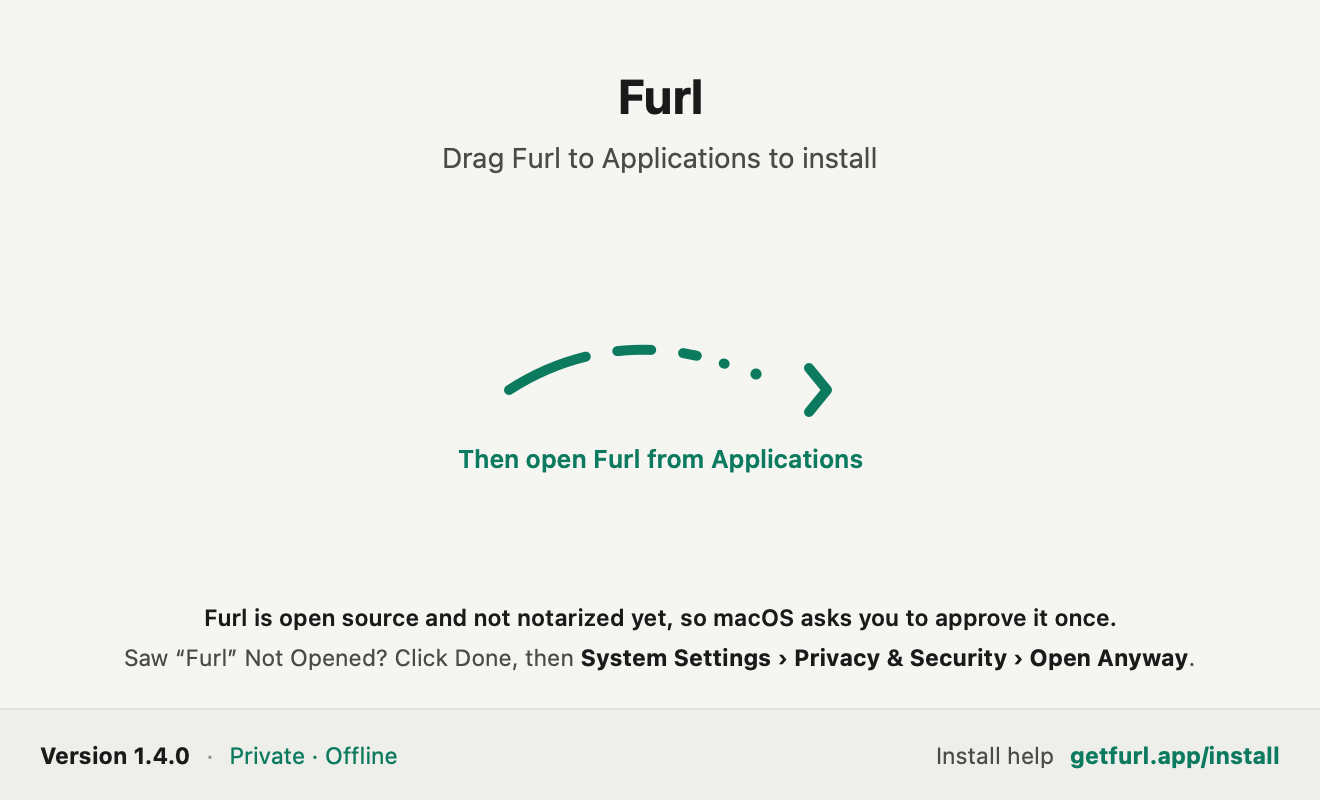 Furl
Drag Furl to Applications to install
Then open Furl from Applications
Furl is open source and not notarized yet, so macOS asks you to approve it once.
Saw “Furl” Not Opened? Click Done, then System Settings › Privacy & Security › Open Anyway.
Version 1.4.0 · Private · Offline
Install help getfurl.app/install